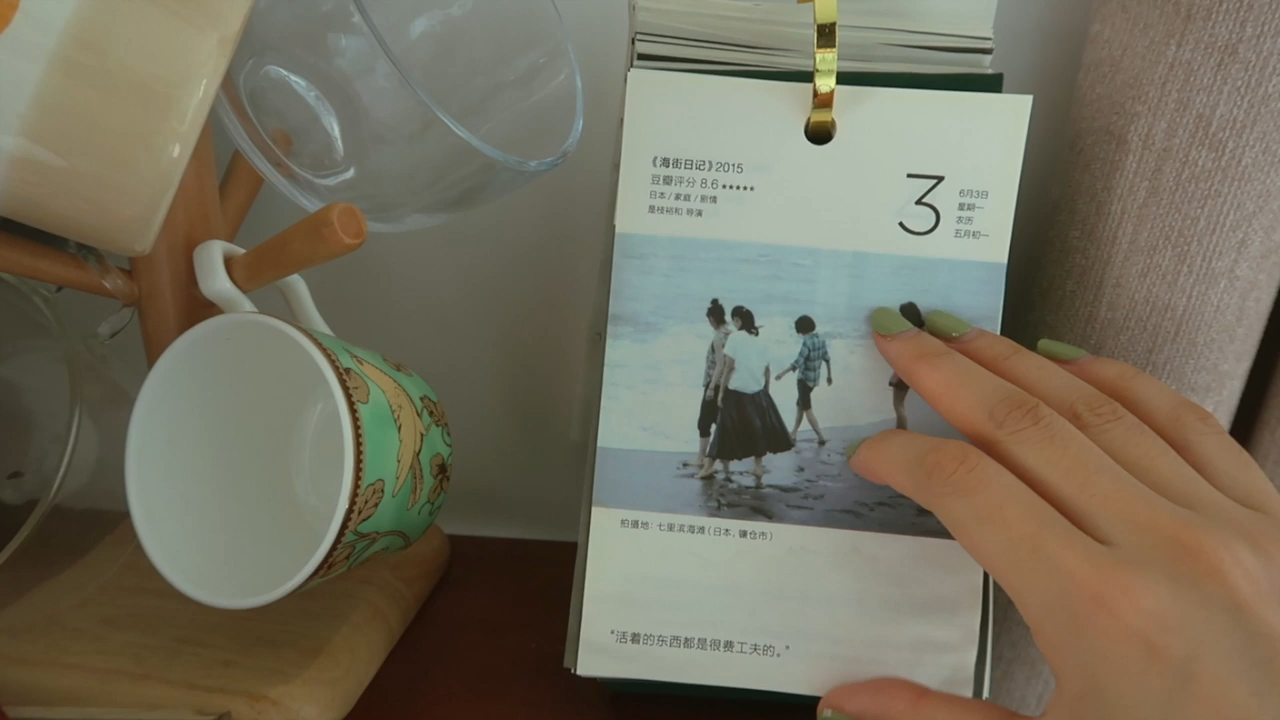 《海街日记》2015
豆瓣评分 8.6 ★★★★★
日本 / 家庭 / 剧情
是枝裕和 导演
3
6月3日
星期一
农历
五月初一
拍摄地：七里滨海滩（日本，镰仓市）
“活着的东西都是很费工夫的。”